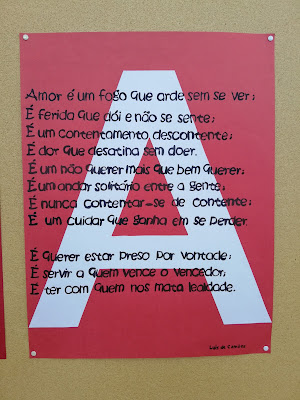 Amor é um fogo que arde sem se ver;
É ferida que dói e não se sente;
É um contentamento descontente;
É dor que desatina sem doer.
É um não querer mais que bem querer;
É um andar solitário entre a gente;
É nunca contentar-se de contente;
É um cuidar que ganha em se perder.
É querer estar preso por vontade;
É servir a quem vence o vencedor;
É ter com quem nos mata lealdade.
Luís de Camões
A